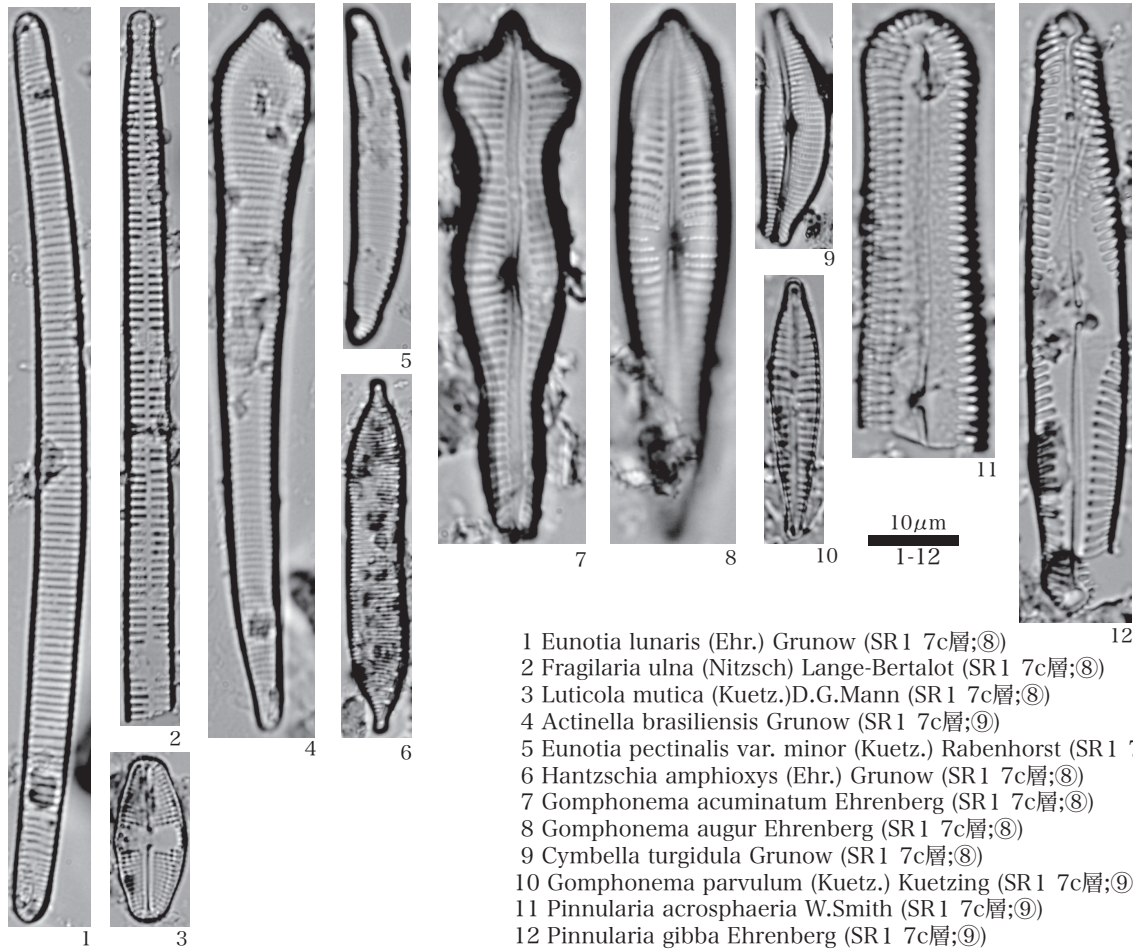 9
5
11
10μm
1-12
7
8
10
12
2
4
6
1
3
1 Eunotia lunaris (Ehr.) Grunow (SR1 7c層;⑧)
2 Fragilaria ulna (Nitzsch) Lange-Bertalot (SR1 7c層;⑧)
3 Luticola mutica (Kuetz.)D.G.Mann (SR1 7c層;⑧)
4 Actinella brasiliensis Grunow (SR1 7c層;⑨)
5 Eunotia pectinalis var. minor (Kuetz.) Rabenhorst (SR1 7
6 Hantzschia amphioxys (Ehr.) Grunow (SR1 7c層;⑧)
7 Gomphonema acuminatum Ehrenberg (SR1 7c層;⑧)
8 Gomphonema augur Ehrenberg (SR1 7c層;⑧)
9 Cymbella turgidula Grunow (SR1 7c層;⑧)
10 Gomphonema parvulum (Kuetz.) Kuetzing (SR1 7c層;⑨)
11 Pinnularia acrosphaeria W.Smith (SR1 7c層;⑨)
12 Pinnularia gibba Ehrenberg (SR1 7c層;⑨)